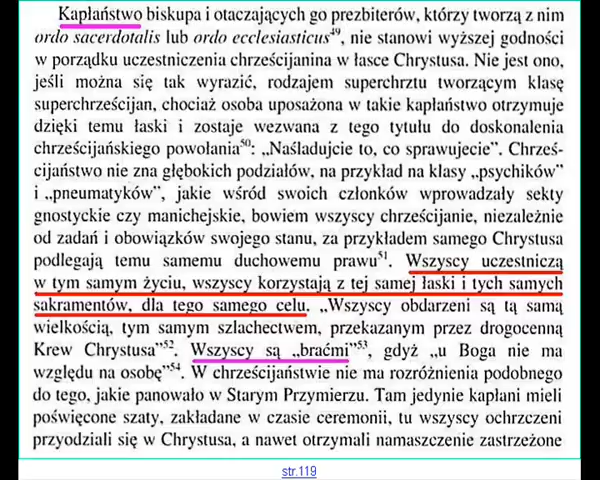 Kapłaństwo biskupa i otaczających go prezbiterów, którzy tworzą z nim
ordo sacerdotalis lub ordo ecclesiasticus⁴⁹, nie stanowi wyższej godności
w porządku uczestniczenia chrześcijanina w łasce Chrystusa. Nie jest ono,
jeśli można się tak wyrazić, rodzajem superchrztu tworzącym klasę
superchrześcijan, chociaż osoba uposażona w takie kapłaństwo otrzymuje
dzięki temu łaski i zostaje wezwana z tego tytułu do doskonalenia
chrześcijańskiego powołania⁵⁰: „Naśladujcie to, co sprawujecie”. Chrześ-
cijaństwo nie zna głębokich podziałów, na przykład na klasy „psychików”
i „pneumatyków”, jakie wśród swoich członków wprowadzały sekty
gnostyckie czy manichejskie, bowiem wszyscy chrześcijanie, niezależnie
od zadań i obowiązków swojego stanu, za przykładem samego Chrystusa
podlegają temu samemu duchowemu prawu⁵¹. Wszyscy uczestniczą
w tym samym życiu, wszyscy korzystają z tej samej łaski i tych samych
sakramentów, dla tego samego celu. „Wszyscy obdarzeni są tą samą
wielkością, tym samym szlachectwem, przekazanym przez drogocenną
Krew Chrystusa”⁵². Wszyscy są „braćmi”⁵³, gdyż „u Boga nie ma
względu na osobę”⁵⁴. W chrześcijaństwie nie ma rozróżnienia podobnego
do tego, jakie panowało w Starym Przymierzu. Tam jedynie kapłani mieli
poświęcone szaty, zakładane w czasie ceremonii, tu wszyscy ochrzczeni
przyodziali się w Chrystusa, a nawet otrzymali namaszczenie zastrzeżone
str.119